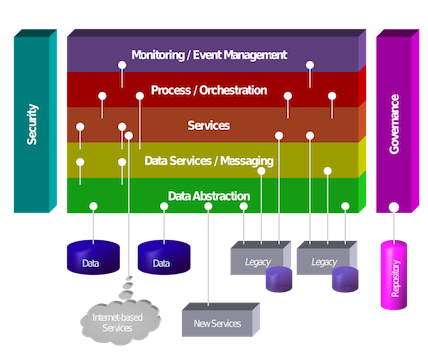 Monitoring / Event Management
Process / Orchestration
Services
Data Services / Messaging
Data Abstraction
Security
Governance
Data
Data
Legacy
Legacy
Repository
Internet-based
Services
New Services